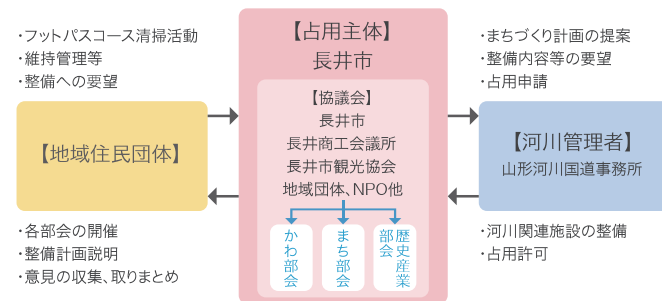 ・フットパスコース清掃活動
・維持管理等
・整備への要望
【地域住民団体】
・各部会の開催
・整備計画説明
・意見の収集、取りまとめ
【占用主体】
長井市
【協議会】
長井市
長井商工会議所
長井市観光協会
地域団体、NPO他
かわ部会
まち部会
歴史産業
部会
・まちづくり計画の提案
・整備内容等の要望
・占用申請
【河川管理者】
山形河川国道事務所
・河川関連施設の整備
・占用許可